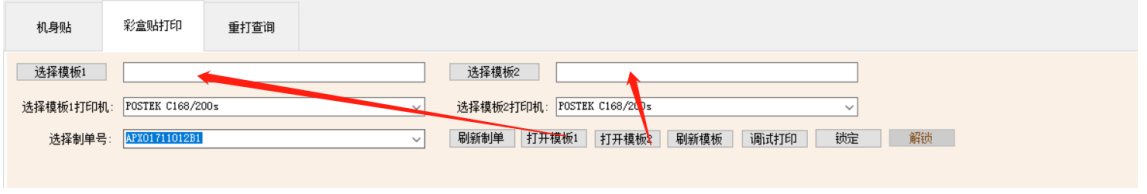 机身贴 彩盒贴打印 重打查询
选择模板1 选择模板2
选择模板1打印机: POSTEK C168/200s 选择模板2打印机: POSTEK C168/200s
选择制单号: APX01711012B1 刷新制单 打开模板1 打开模板2 刷新模板 调试打印 锁定 解锁